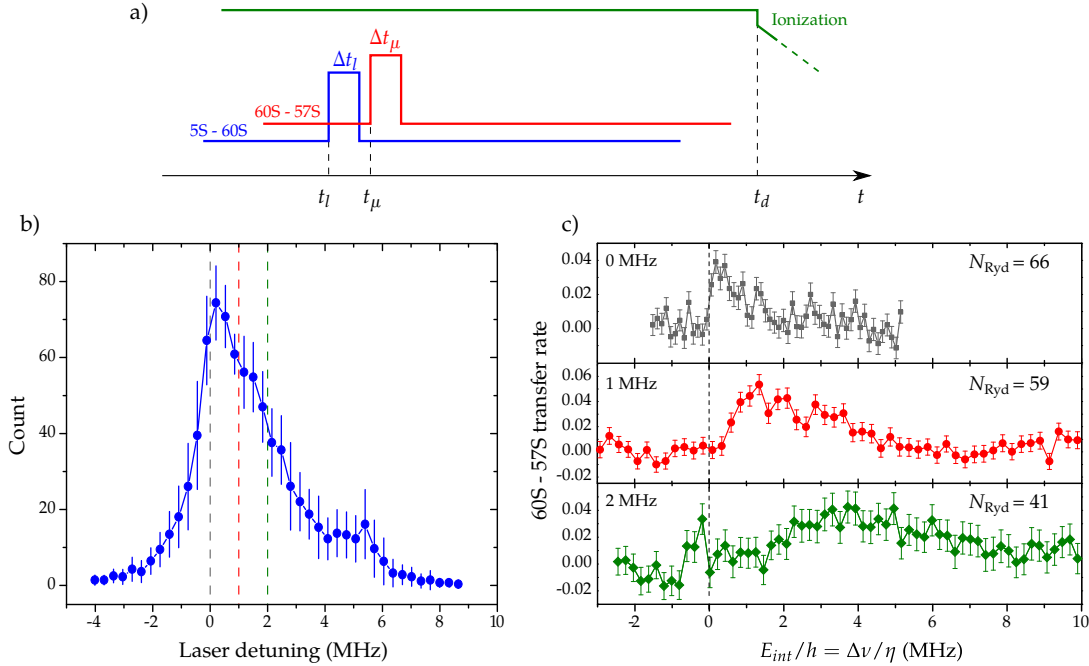 a)
Ionization
Δt_μ
Δt_l
60S - 57S
5S - 60S
t_l
t_μ
t_d
t
b)
80
60
40
20
0
-4
-2
0
2
4
6
8
10
Count
Laser detuning (MHz)
c)
0 MHz
N_Ryd = 66
0.04
0.02
0.00
1 MHz
N_Ryd = 59
0.06
0.04
0.02
0.00
-0.02
2 MHz
N_Ryd = 41
0.04
0.02
0.00
-0.02
-2
0
2
4
6
8
10
60S - 57S transfer rate
E_int/h = Δν/η (MHz)